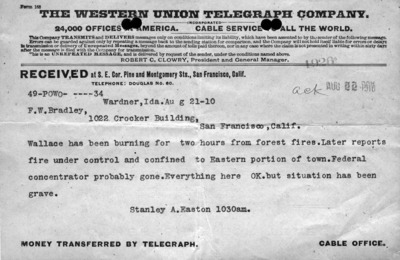 Form 168
THE WESTERN UNION TELEGRAPH COMPANY.
INCORPORATED
24,000 OFFICES IN AMERICA. CABLE SERVICE TO ALL THE WORLD.
ROBERT C. CLOWRY, President and General Manager.
RECEIVED at S. E. Cor. Pine and Montgomery Sts., San Francisco, Calif.
TELEPHONE: DOUGLAS No. 60.
49-POWO- ----34
Wardner,Ida.Au g 21-10
F.W.Bradley,
1022 Crocker Building,
San Francisco,Calif.
Wallace has been burning for two hours from forest fires.Later reports
fire under control and confined to Eastern portion of town.Federal
concentrator probably gone.Everything here OK.but situation has been
grave.
Stanley A.Easton 1030am.
MONEY TRANSFERRED BY TELEGRAPH. CABLE OFFICE.